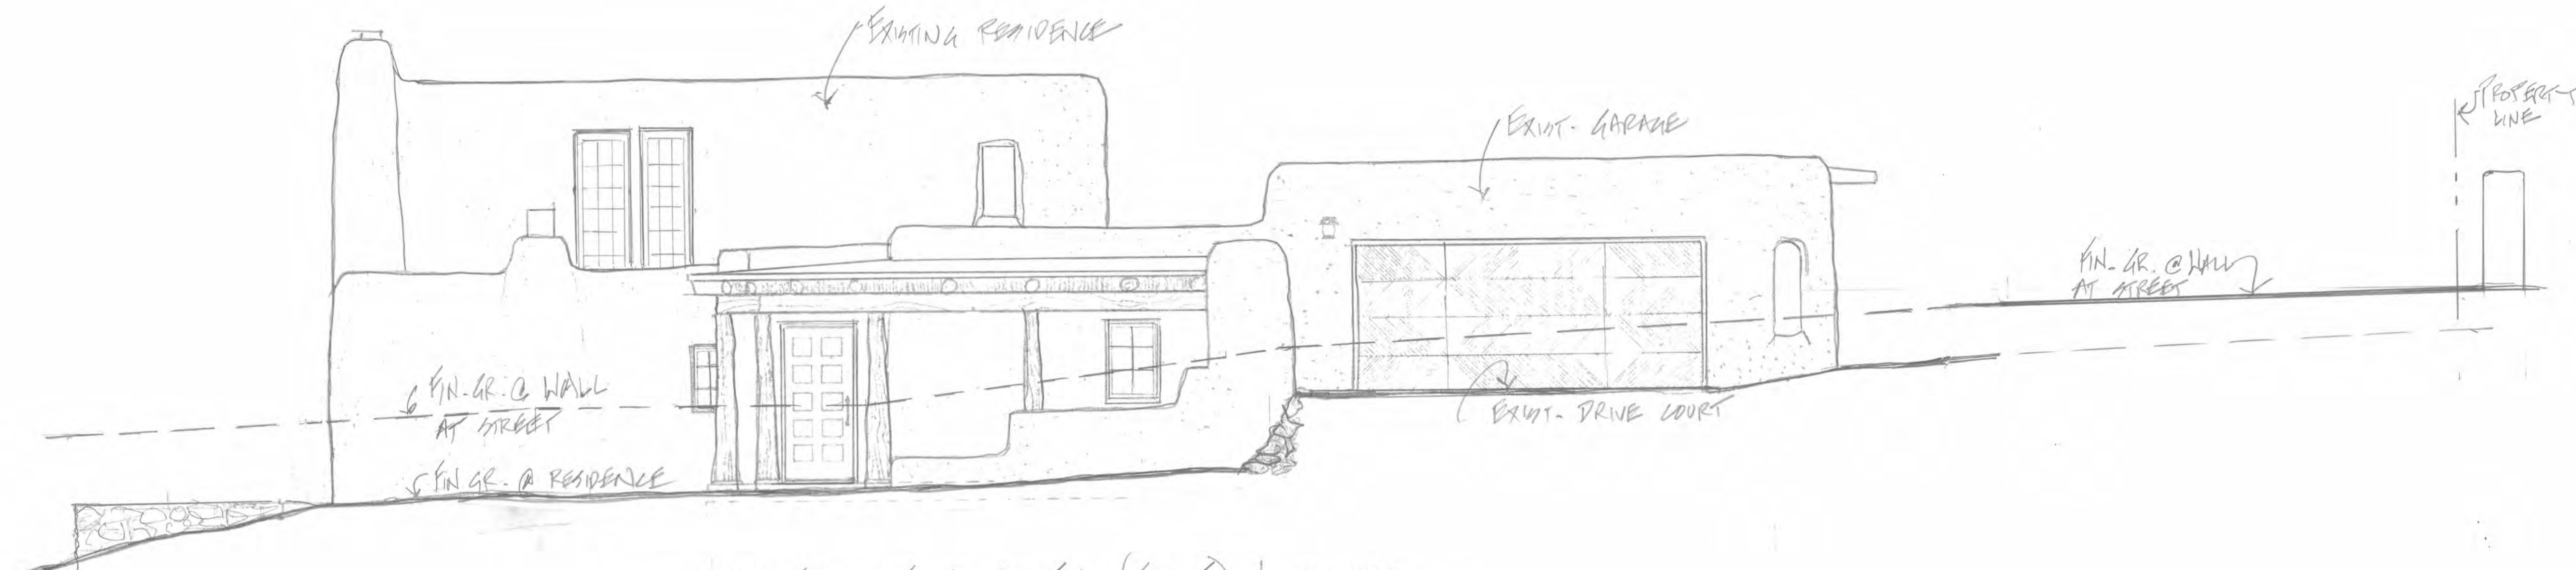 EXISTING RESIDENCE
EXIST. GARAGE
PROPERTY
LINE
FIN. GR. @ WALL
AT STREET
FIN. GR. @ WALL
AT STREET
EXIST. DRIVE COURT
FIN GR. @ RESIDENCE